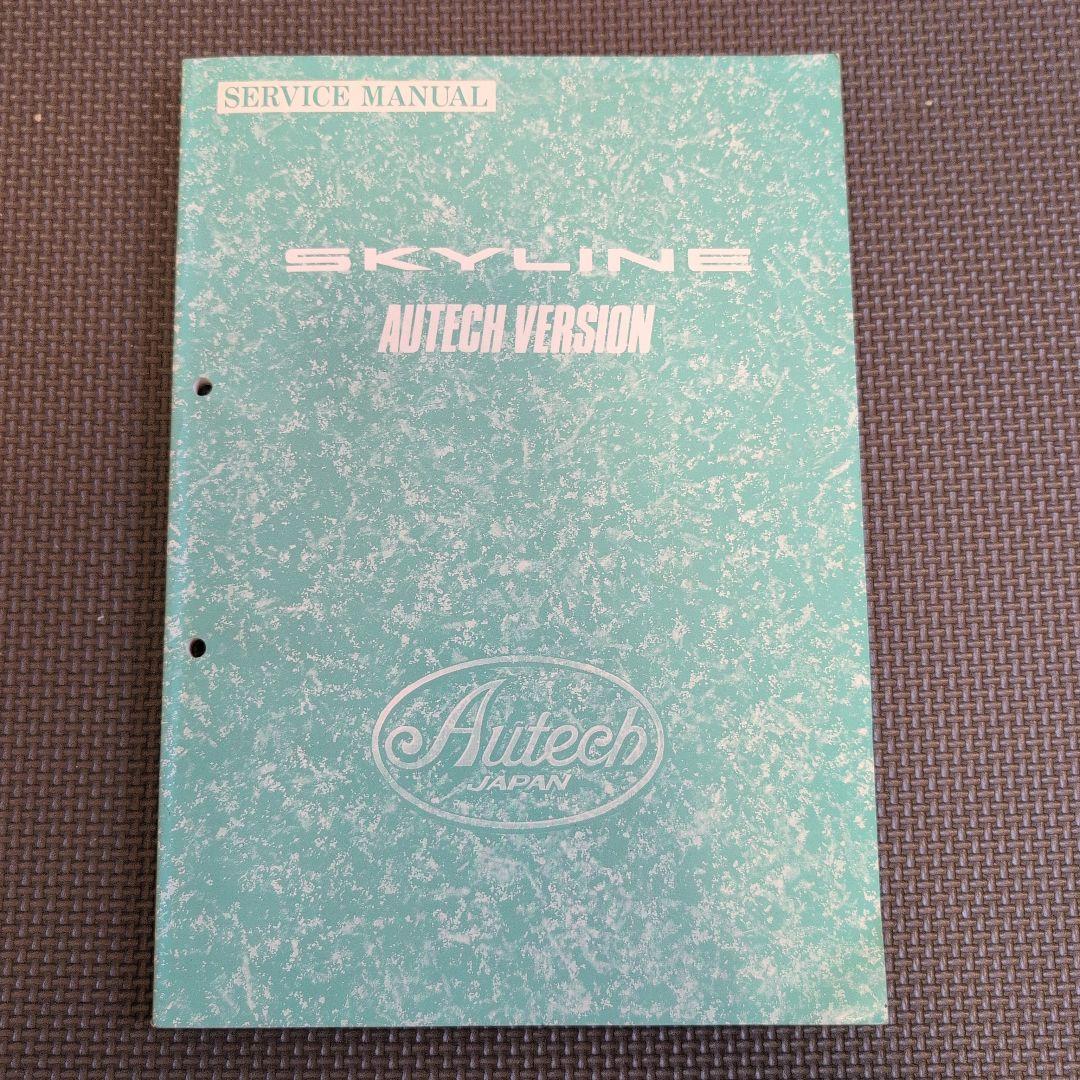 SERVICE MANUAL
SKYLINE
AUTECH VERSION
Autech
JAPAN